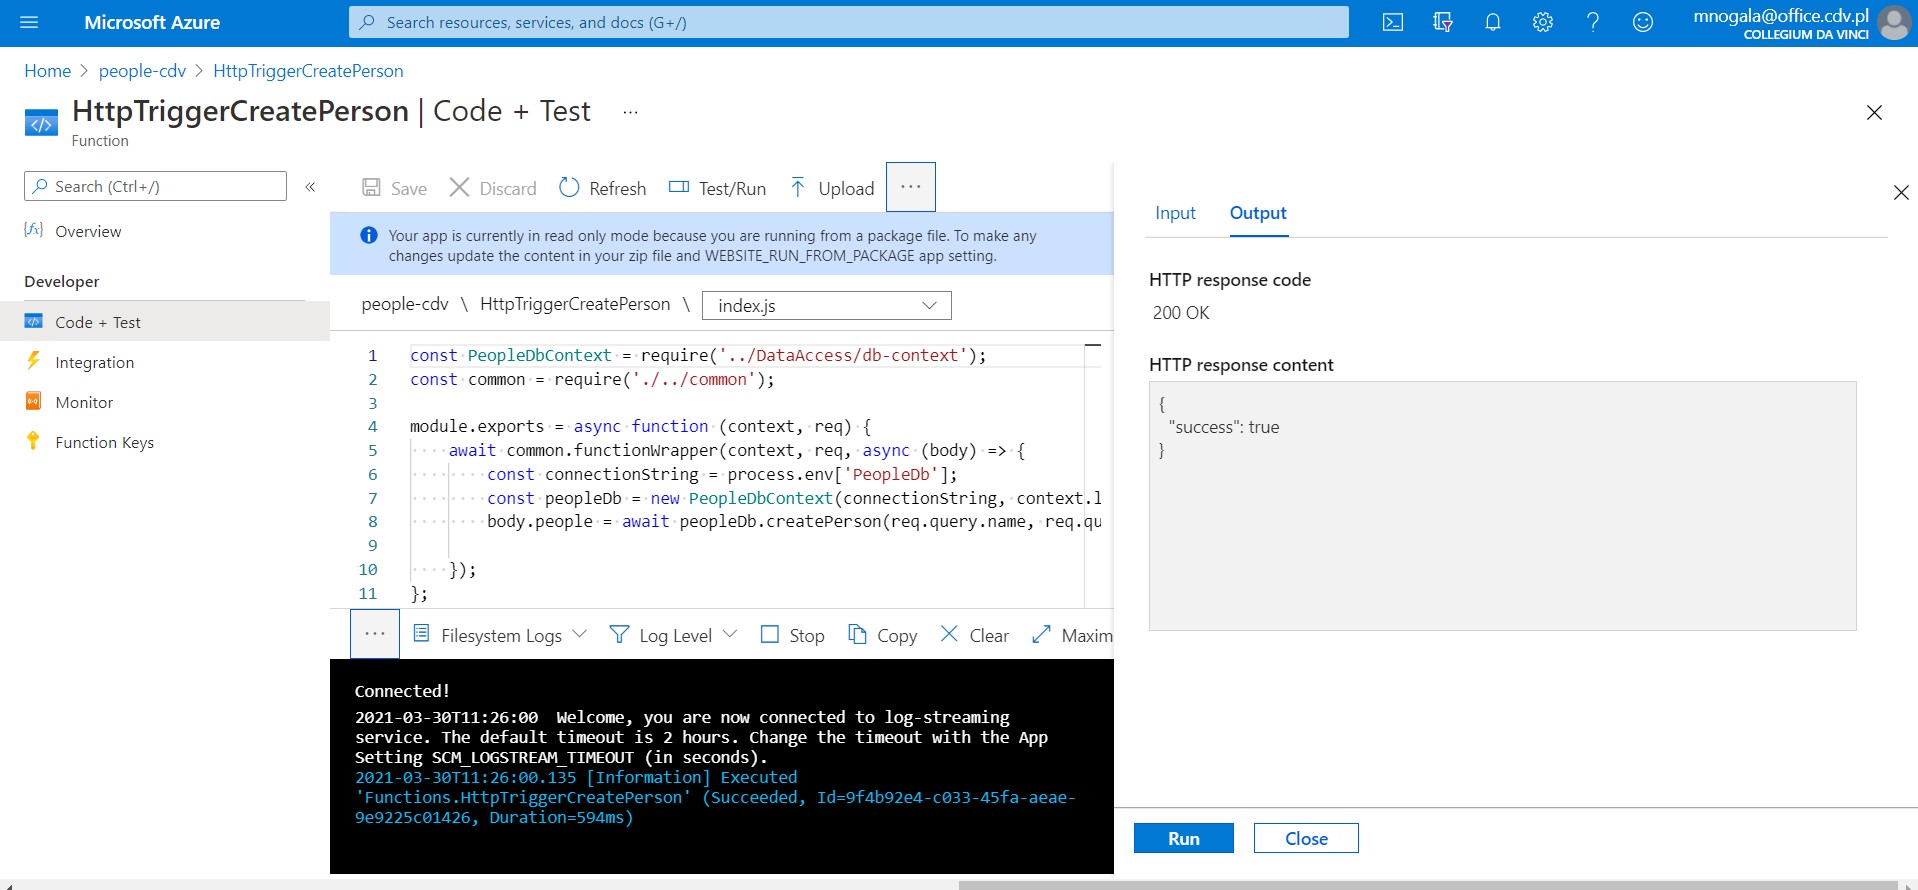 Microsoft Azure
Search resources, services, and docs (G+/)
mnogala@office.cdv.pl
COLLEGIUM DA VINCI
Home > people-cdv > HttpTriggerCreatePerson
HttpTriggerCreatePerson | Code + Test ...
Function
Search (Ctrl+/)
«
Overview
Developer
Code + Test
Integration
Monitor
Function Keys
Save Discard Refresh Test/Run Upload ...
Your app is currently in read only mode because you are running from a package file. To make any
changes update the content in your zip file and WEBSITE_RUN_FROM_PACKAGE app setting.
people-cdv \ HttpTriggerCreatePerson \ index.js
1 const PeopleDbContext = require('../DataAccess/db-context');
2 const common = require('./../common');
3
4 module.exports = async function (context, req) {
5 await common.functionWrapper(context, req, async (body) => {
6 const connectionString = process.env['PeopleDb'];
7 const peopleDb = new PeopleDbContext(connectionString, context.l
8 body.people = await peopleDb.createPerson(req.query.name, req.qu
9
10 });
11 };
... Filesystem Logs Log Level Stop Copy Clear Maxim
Connected!
2021-03-30T11:26:00 Welcome, you are now connected to log-streaming
service. The default timeout is 2 hours. Change the timeout with the App
Setting SCM_LOGSTREAM_TIMEOUT (in seconds).
2021-03-30T11:26:00.135 [Information] Executed
'Functions.HttpTriggerCreatePerson' (Succeeded, Id=9f4b92e4-c033-45fa-aeae-
9e9225c01426, Duration=594ms)
Input Output
HTTP response code
200 OK
HTTP response content
{
"success": true
}
Run Close